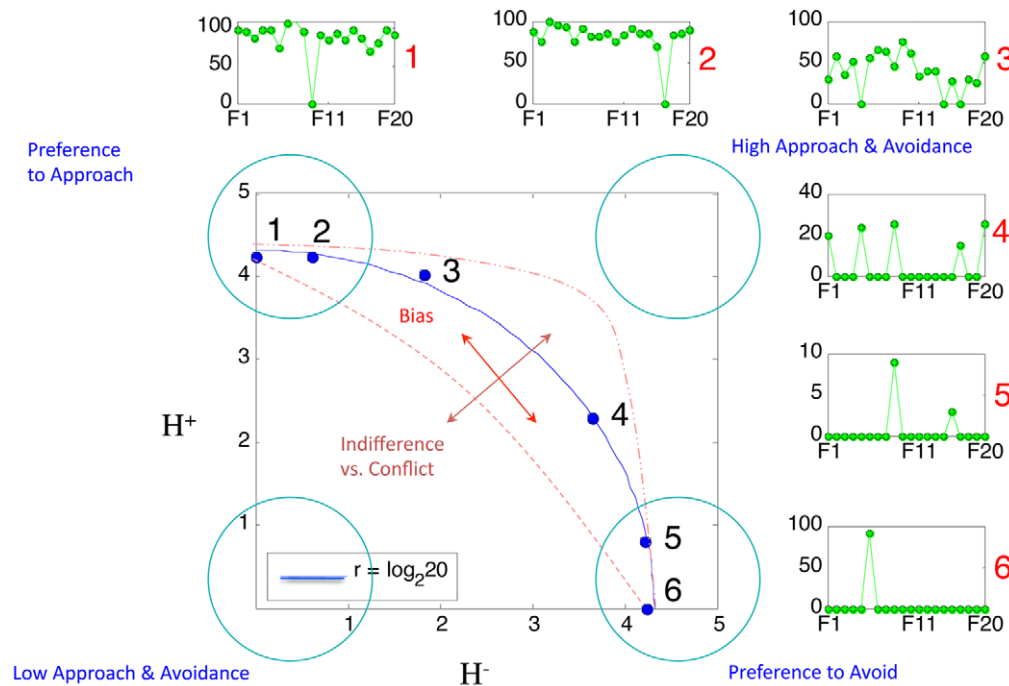 100
50
0
F1
F11
F20
1
100
50
0
F1
F11
F20
2
100
50
0
F1
F11
F20
3
Preference
to Approach
High Approach & Avoidance
5
4
3
2
1
H+
1
2
3
4
5
6
Bias
Indifference
vs. Conflict
r = log₂20
1
2
3
4
5
H-
40
20
0
F1
F11
F20
4
10
5
0
F1
F11
F20
5
100
50
0
F1
F11
F20
6
Low Approach & Avoidance
Preference to Avoid